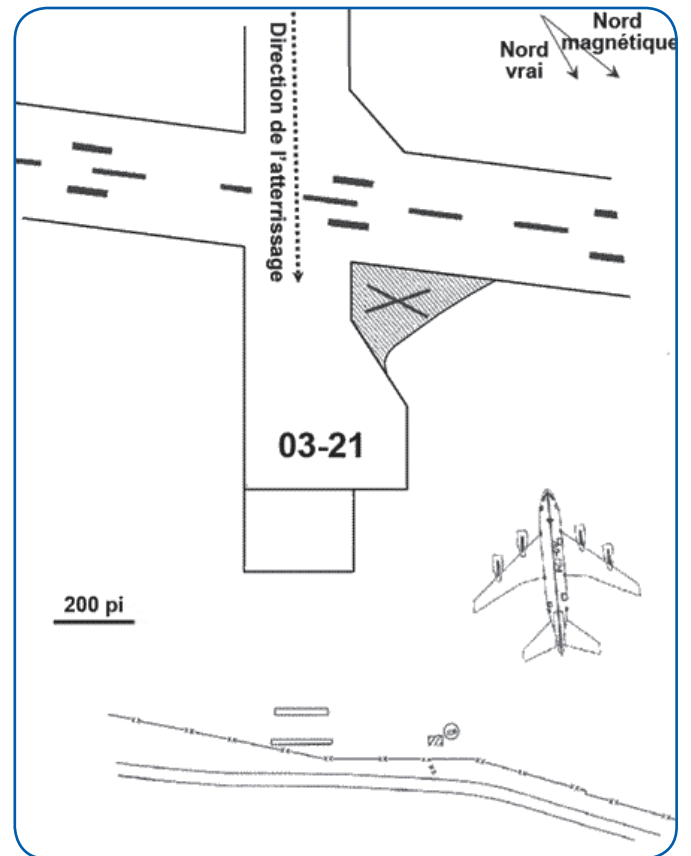 Nord
magnétique
Nord
vrai
Direction de l'atterrissage
03-21
200 pi